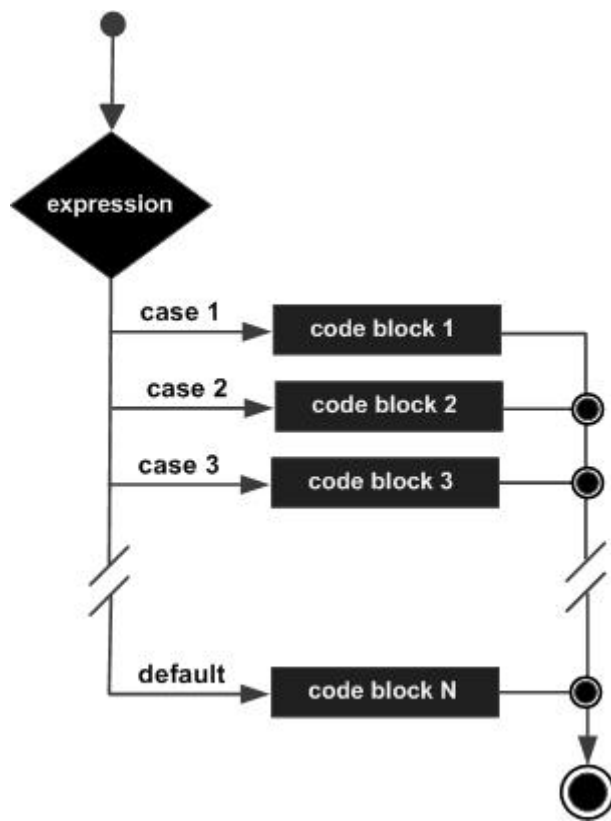 expression
case 1
code block 1
case 2
code block 2
case 3
code block 3
default
code block N